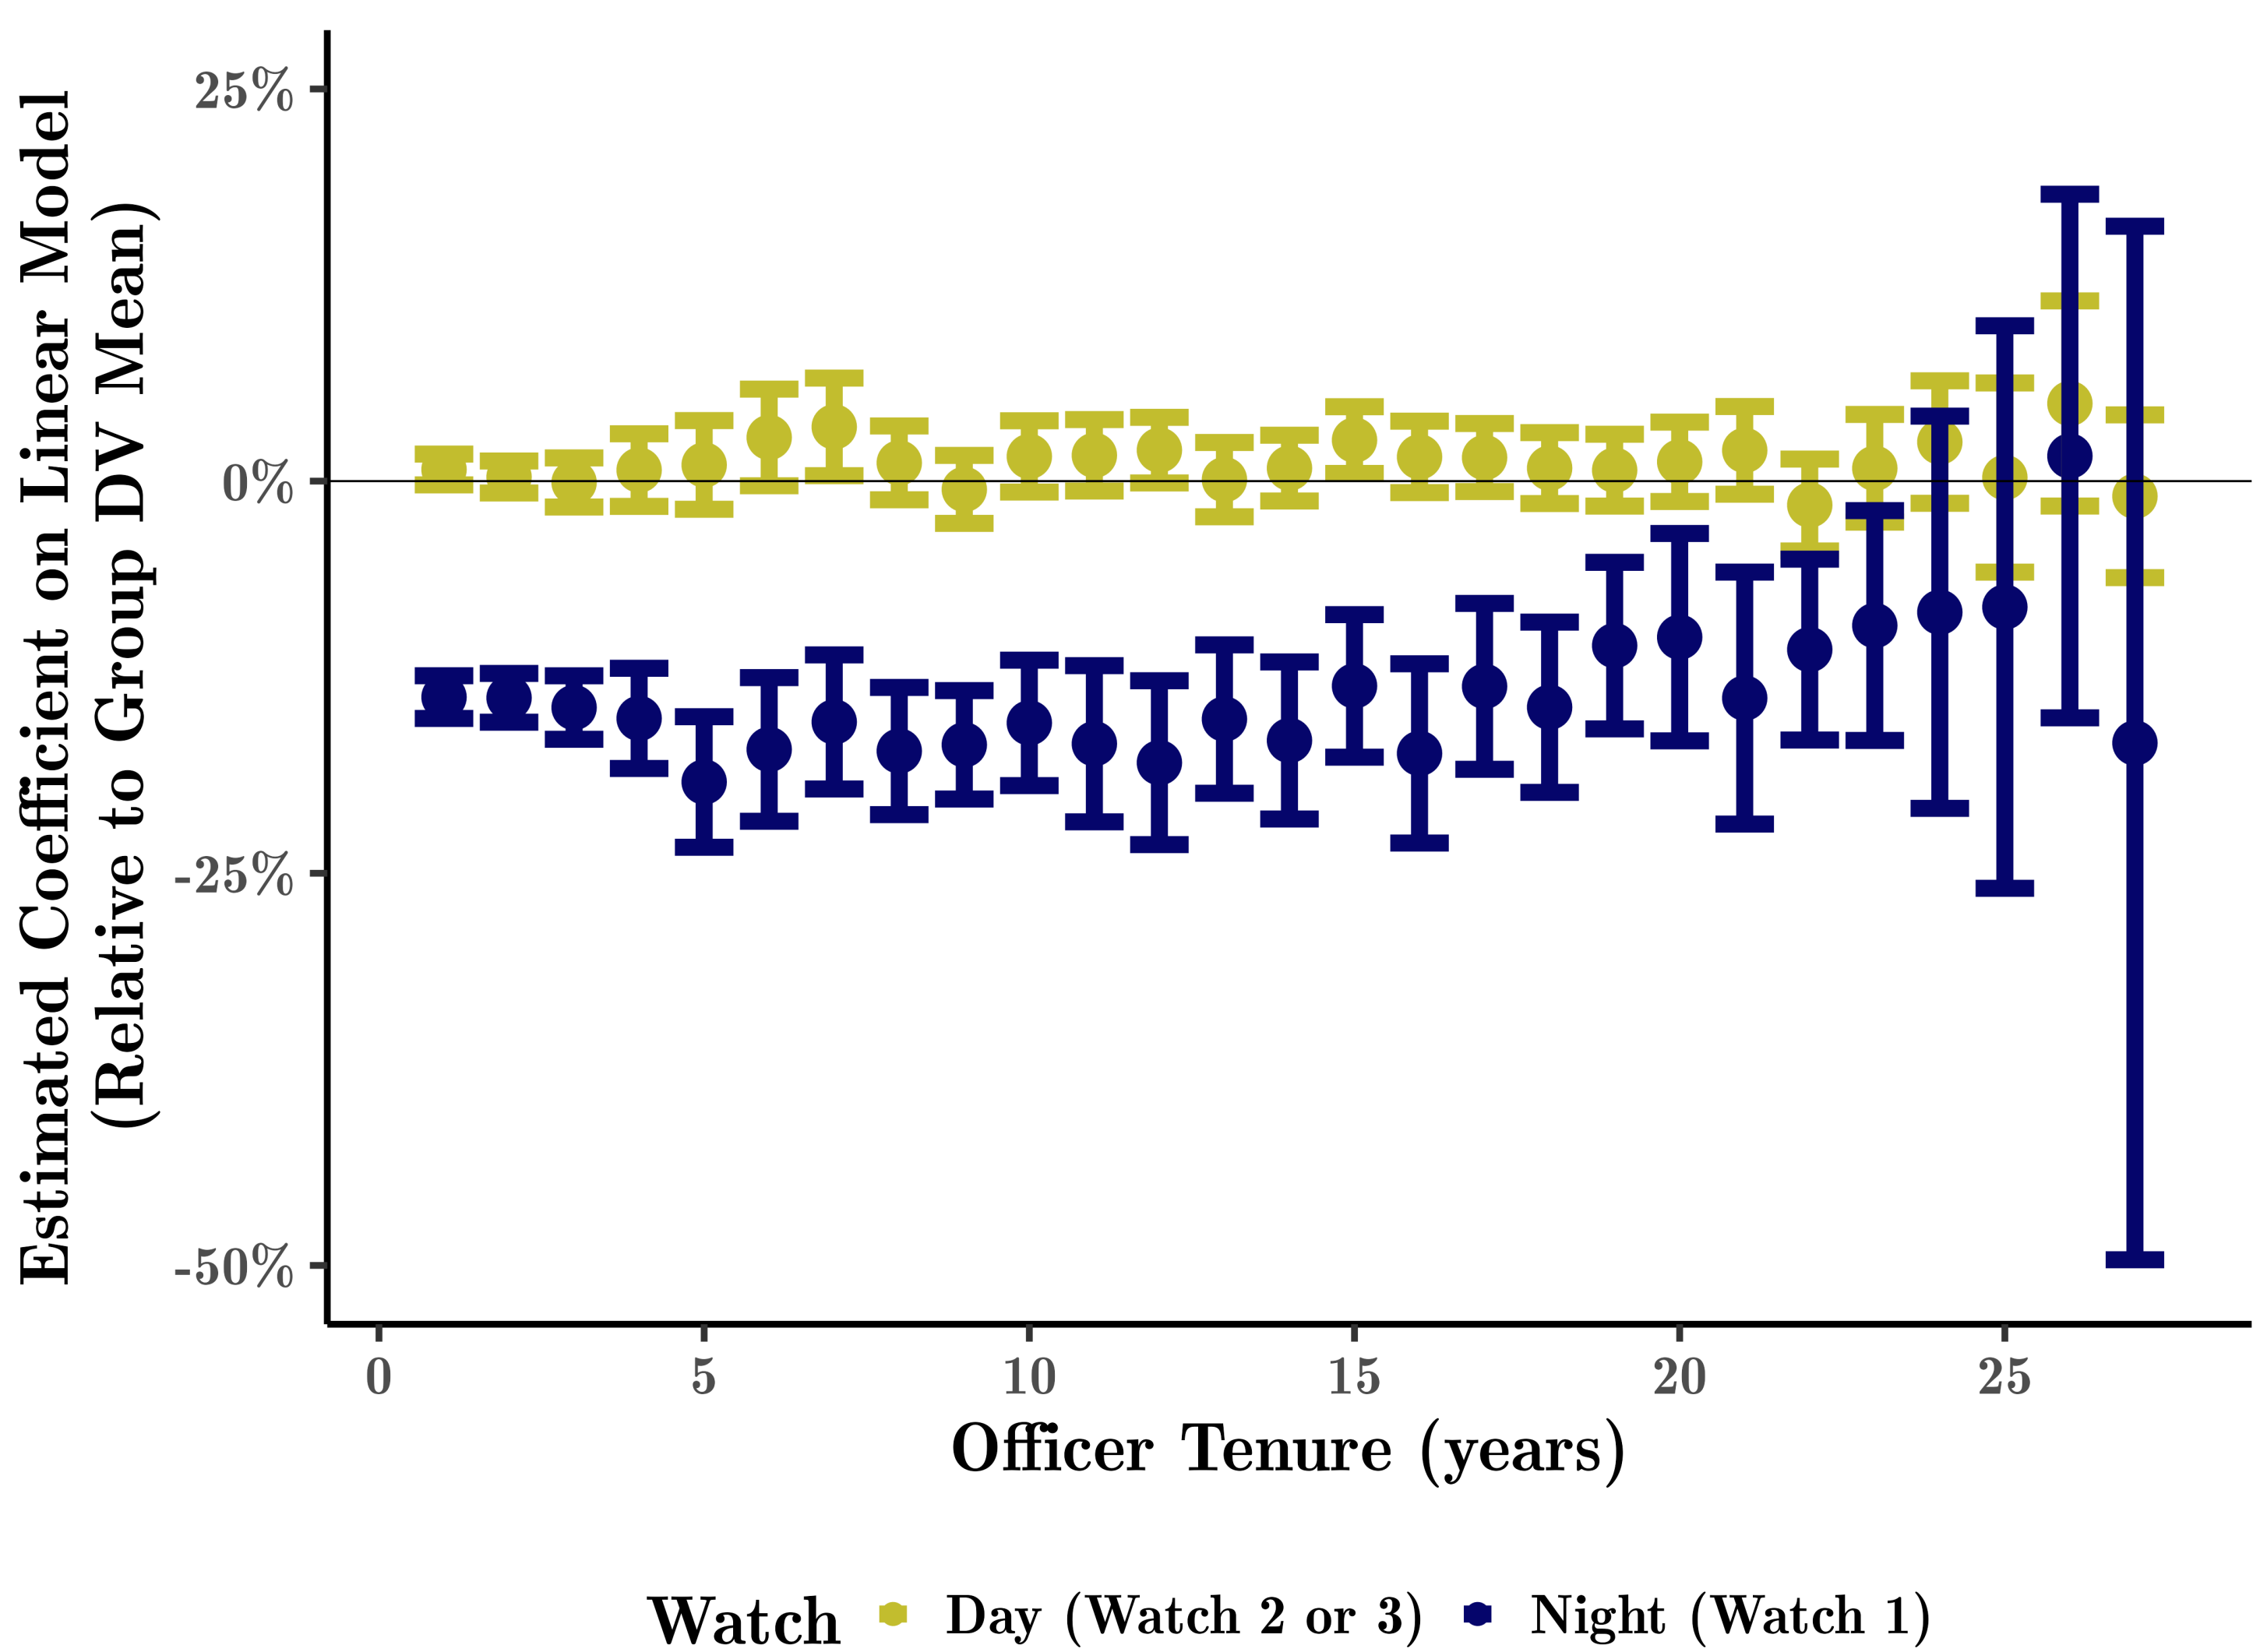 Estimated Coefficient on Linear Model
(Relative to Group DV Mean)
25%
0%
-25%
-50%
0 5 10 15 20 25
Officer Tenure (years)
Watch Day (Watch 2 or 3) Night (Watch 1)